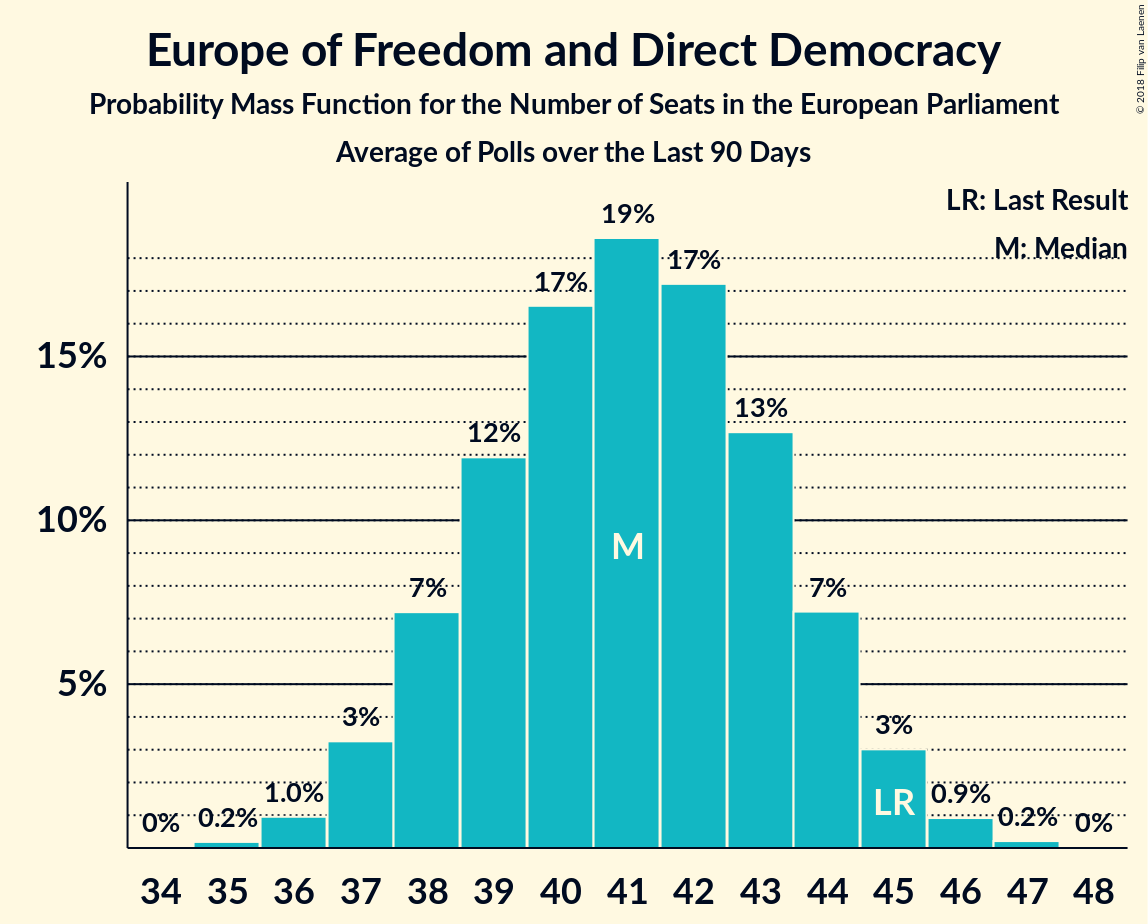 Europe of Freedom and Direct Democracy
Probability Mass Function for the Number of Seats in the European Parliament
Average of Polls over the Last 90 Days
© 2018 Filip van Laenen
LR: Last Result
M: Median
15%
10%
5%
0%
0.2%
1.0%
3%
7%
12%
17%
19%
17%
13%
7%
3%
0.9%
0.2%
0%
M
LR
34 35 36 37 38 39 40 41 42 43 44 45 46 47 48